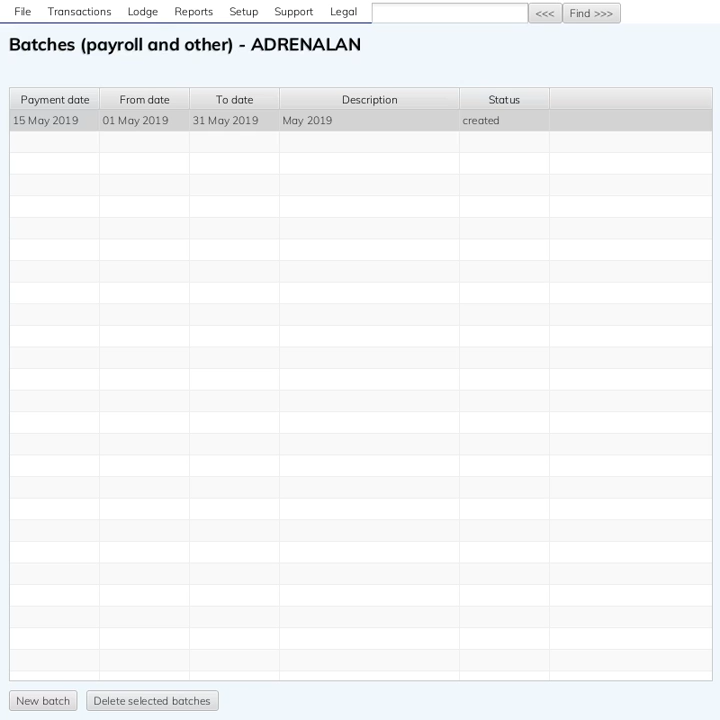 File Transactions Lodge Reports Setup Support Legal <<< Find >>>
Batches (payroll and other) - ADRENALAN
Payment date From date To date Description Status
15 May 2019 01 May 2019 31 May 2019 May 2019 created
New batch Delete selected batches